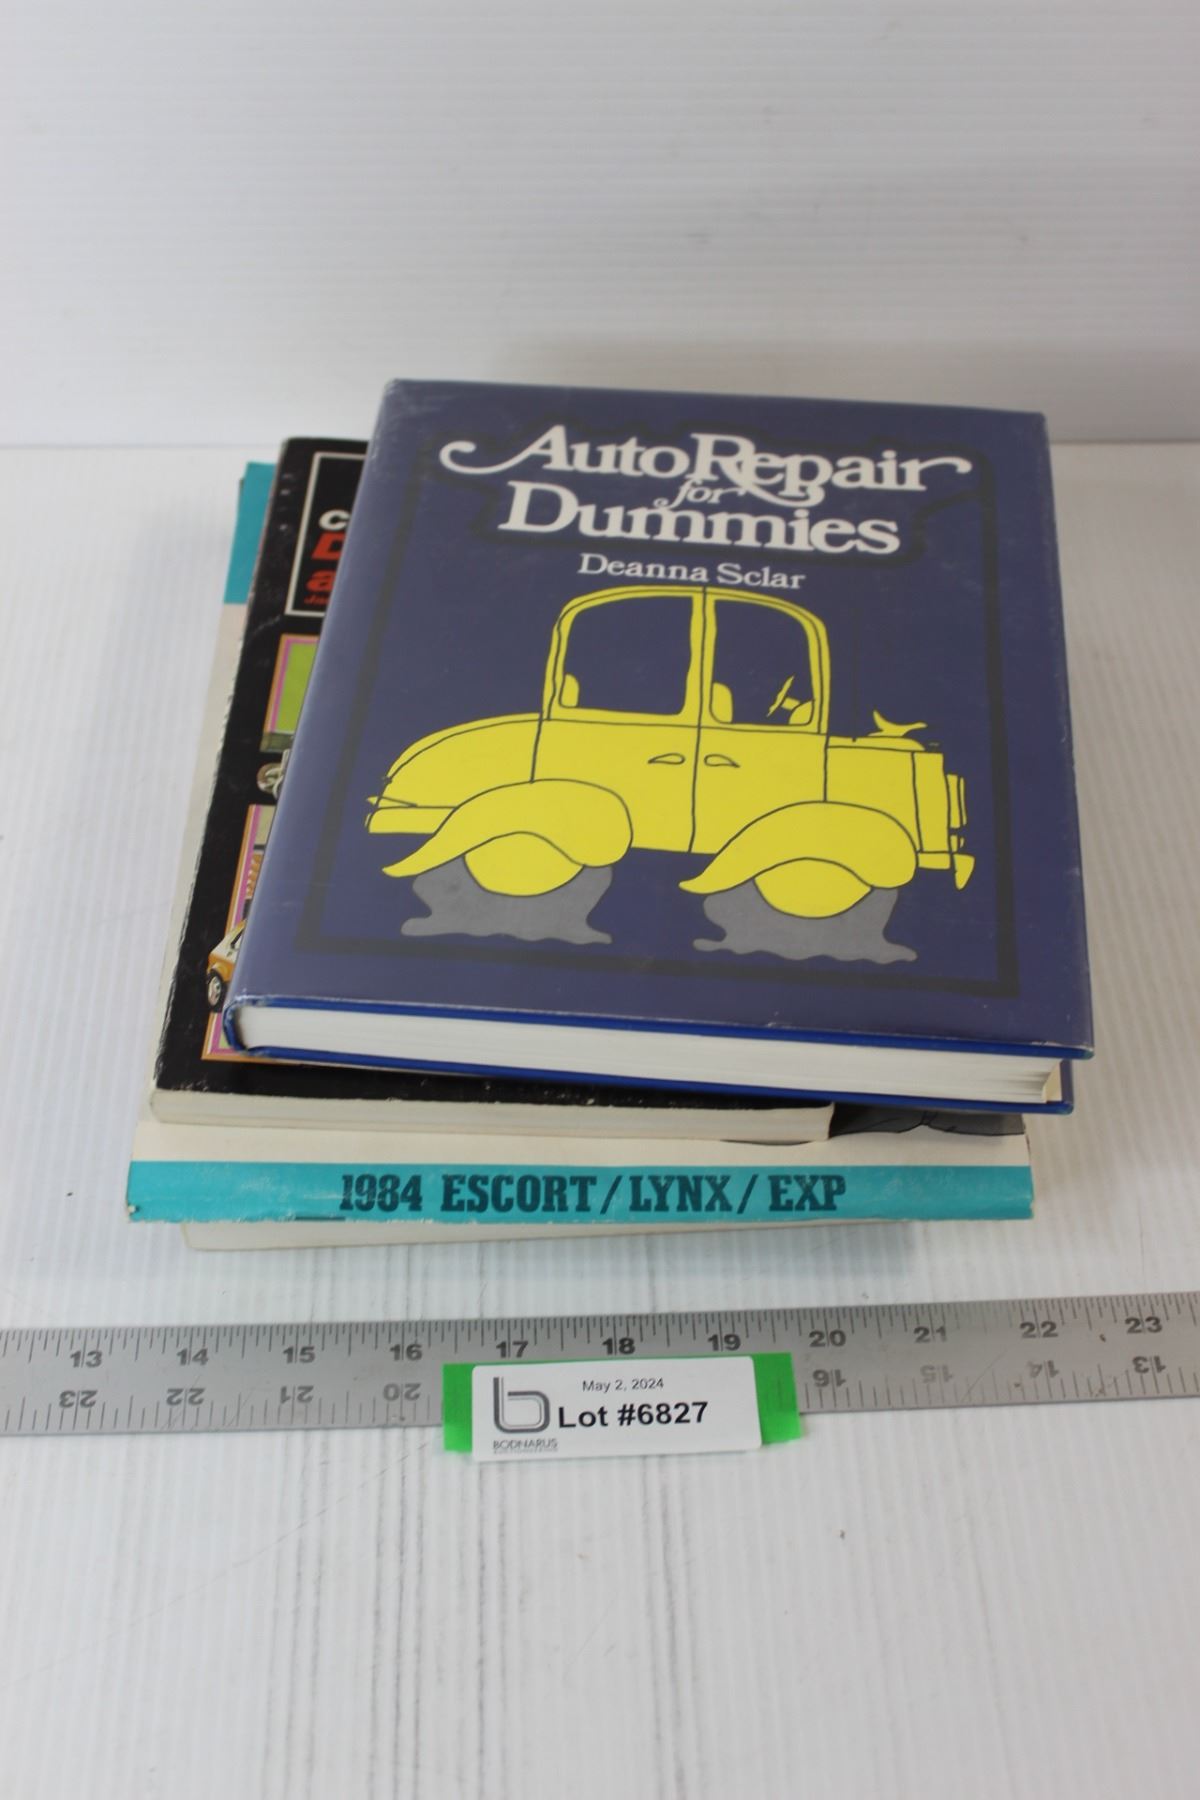 Auto Repair
for
Dummies
Deanna Sclar
1984 ESCORT/LYNX/EXP
13 14 15 16 17 18 19 20 21 22 23
23 22 21 20 16 15 14 13
May 2, 2024
Lot #6827
BODNARUS